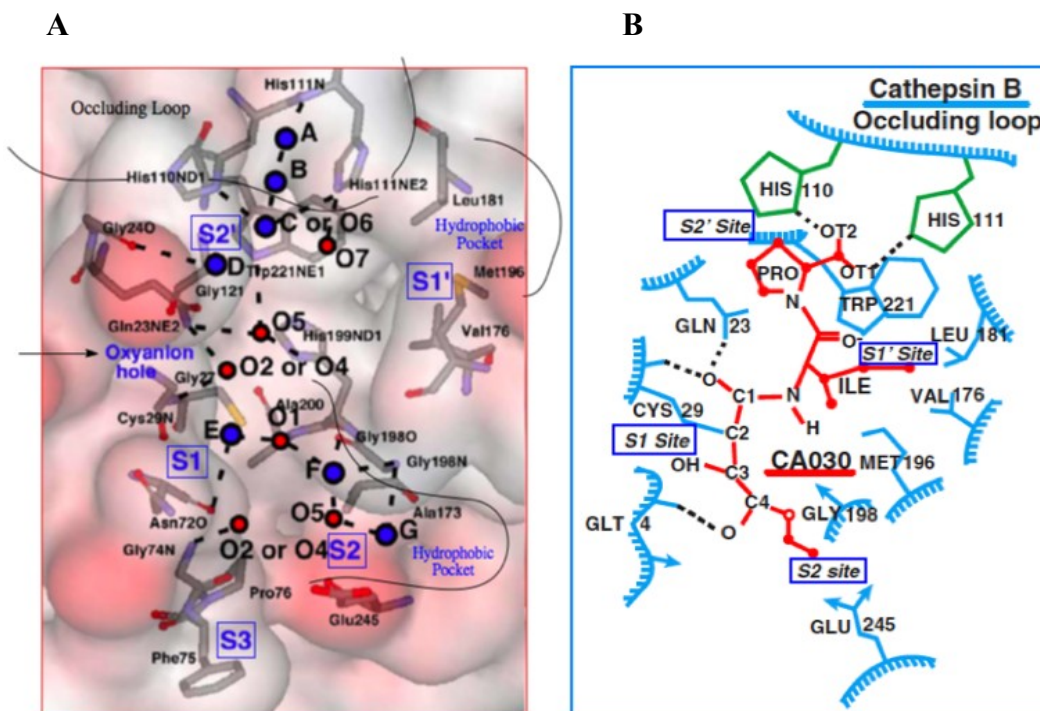 A
B
His111N
Occluding Loop
A
B
His110ND1
His111NE2
Leu181
C or O6
Gly24O
S2'
Hydrophobic
Pocket
O7
D
Trp221NE1
Gly121
S1'
Met196
Gln23NE2
O5
His199ND1
Val176
Oxyanion
hole
O2 or O4
Gly27
Cys29N
Ala200
O1
E
Gly198O
S1
F
Gly198N
Asn72O
Ala173
O5
G
Gly74N
O2 or O4
S2
Hydrophobic
Pocket
Pro76
Glu245
S3
Phe75
Cathepsin B
Occluding loop
HIS 110
HIS 111
S2' Site
OT2
PRO
OT1
N
TRP 221
GLN 23
LEU 181
O
S1' Site
O
C1
N
ILE
VAL 176
CYS 29
H
S1 Site
C2
OH
C3
CA030
MET 196
C4
GLY 198
GLT 4
O
S2 site
GLU 245